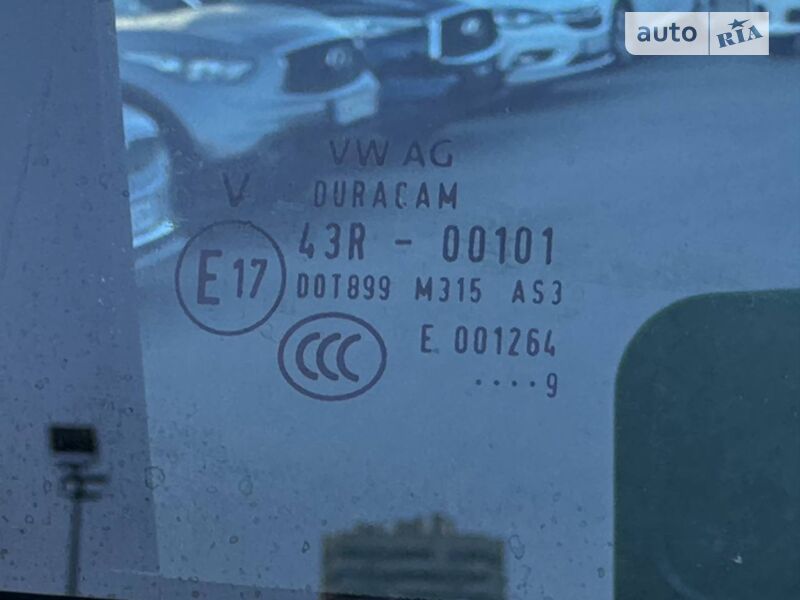 auto RIA
VW AG
V DURACAM
E17 43R - 00101
DOT899 M315 AS3
CCC E 001264
....9